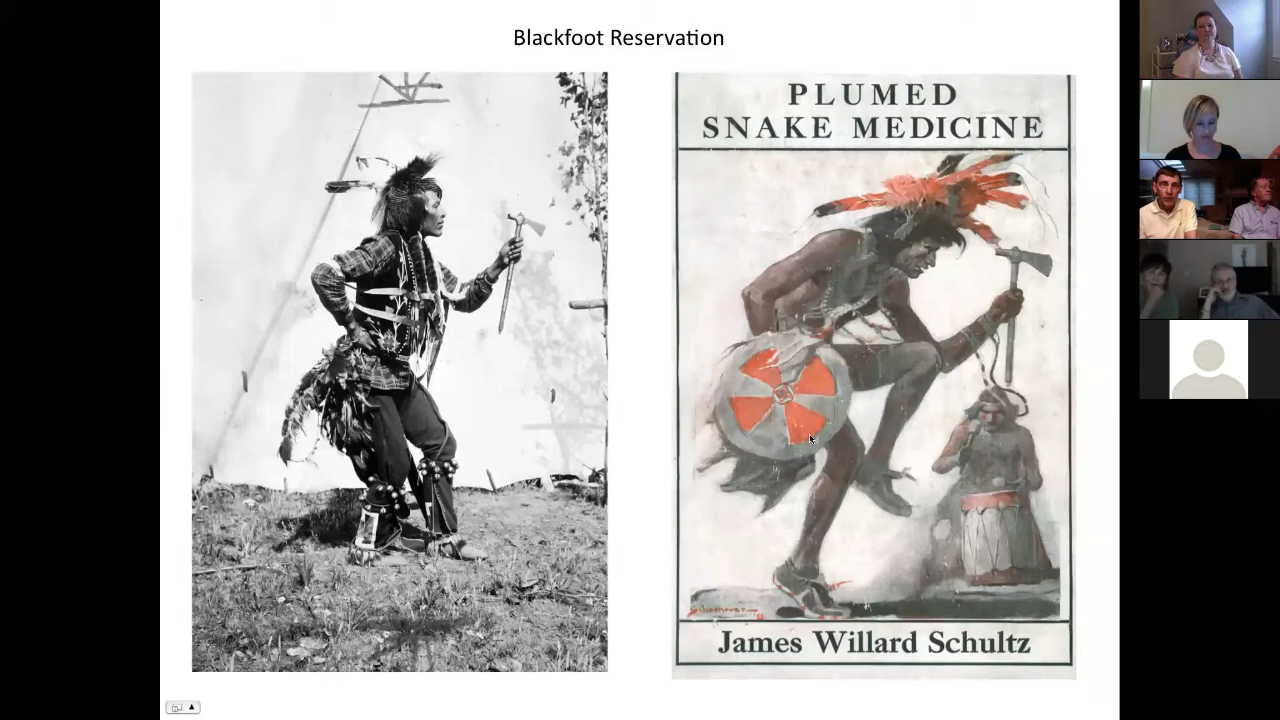 Blackfoot Reservation
PLUMED
SNAKE MEDICINE
James Willard Schultz